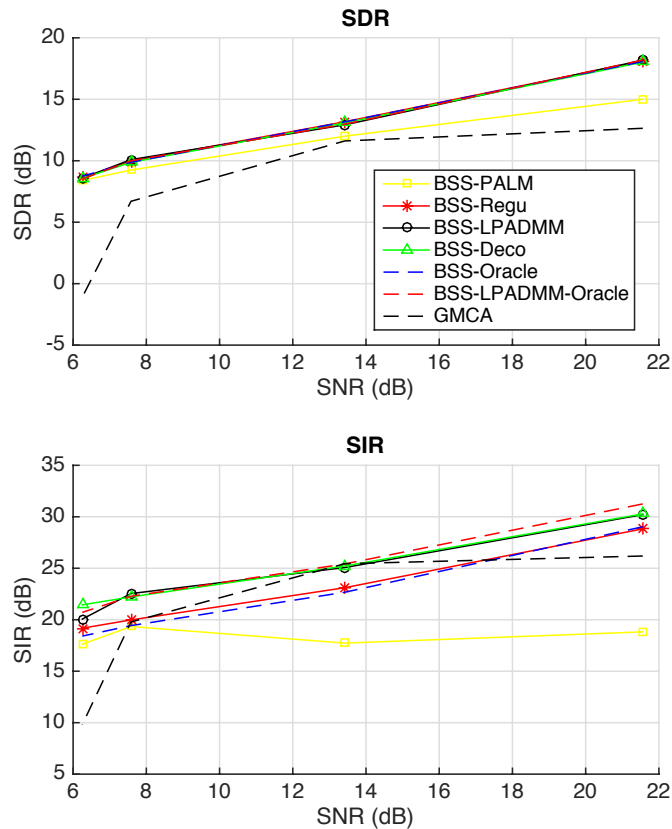 SDR
20
15
10
5
0
-5
SDR (dB)
6 8 10 12 14 16 18 20 22
SNR (dB)
BSS-PALM
BSS-Regu
BSS-LPADMM
BSS-Deco
BSS-Oracle
BSS-LPADMM-Oracle
GMCA
SIR
35
30
25
20
15
10
5
SIR (dB)
6 8 10 12 14 16 18 20 22
SNR (dB)